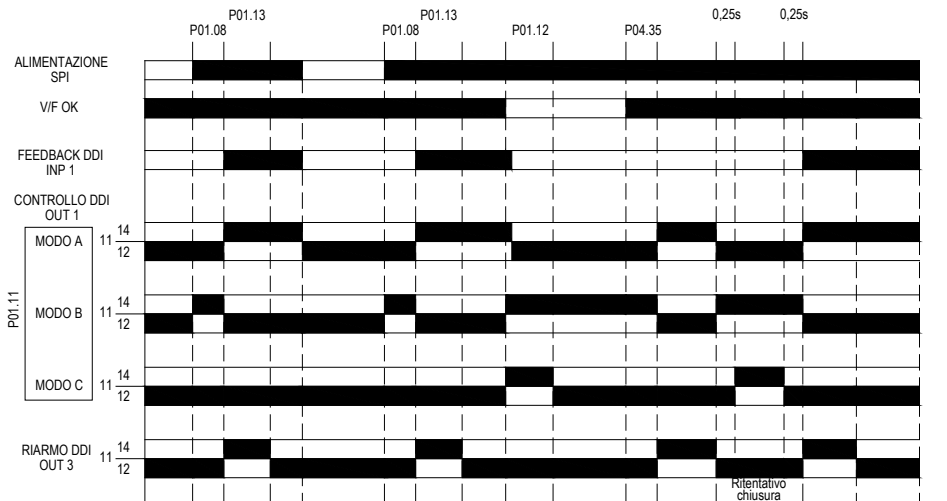 P01.13 P01.13 0,25s 0,25s
P01.08 P01.08 P01.12 P04.35
ALIMENTAZIONE
SPI
V/F OK
FEEDBACK DDI
INP 1
CONTROLLO DDI
OUT 1
P01.11
MODO A 11 14
12
MODO B 11 14
12
MODO C 11 14
12
RIARMO DDI
OUT 3
11 14
12
Ritentativo
chiusura